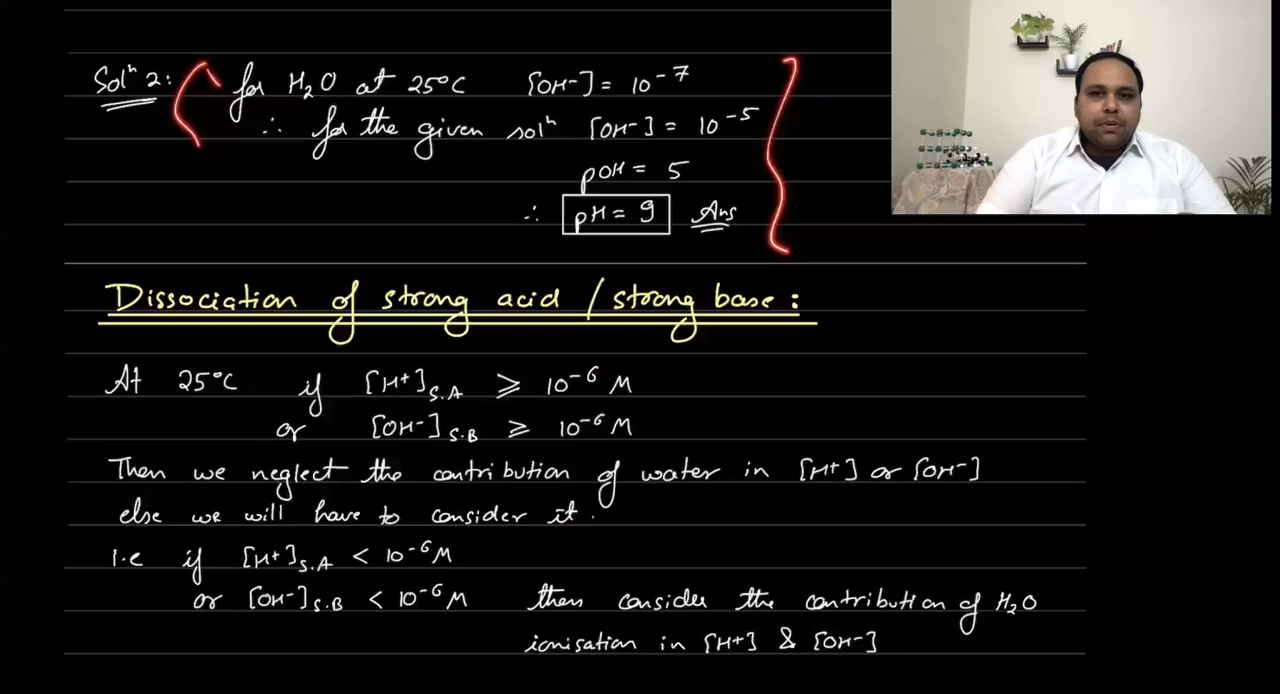 Solⁿ 2: for H₂O at 25°C [OH⁻] = 10⁻⁷
∴ for the given solⁿ [OH⁻] = 10⁻⁵
pOH = 5
∴ pH = 9 Ans
Dissociation of strong acid / strong base :
At 25°C if [H+]S.A ⩾ 10⁻⁶ M
or [OH⁻]S.B ⩾ 10⁻⁶ M
Then we neglect the contribution of water in [H+] or [OH⁻]
else we will have to consider it.
I.e if [H+]S.A < 10⁻⁶ M
or [OH⁻]S.B < 10⁻⁶ M then consider the contribution of H₂O
ionisation in [H+] & [OH⁻]